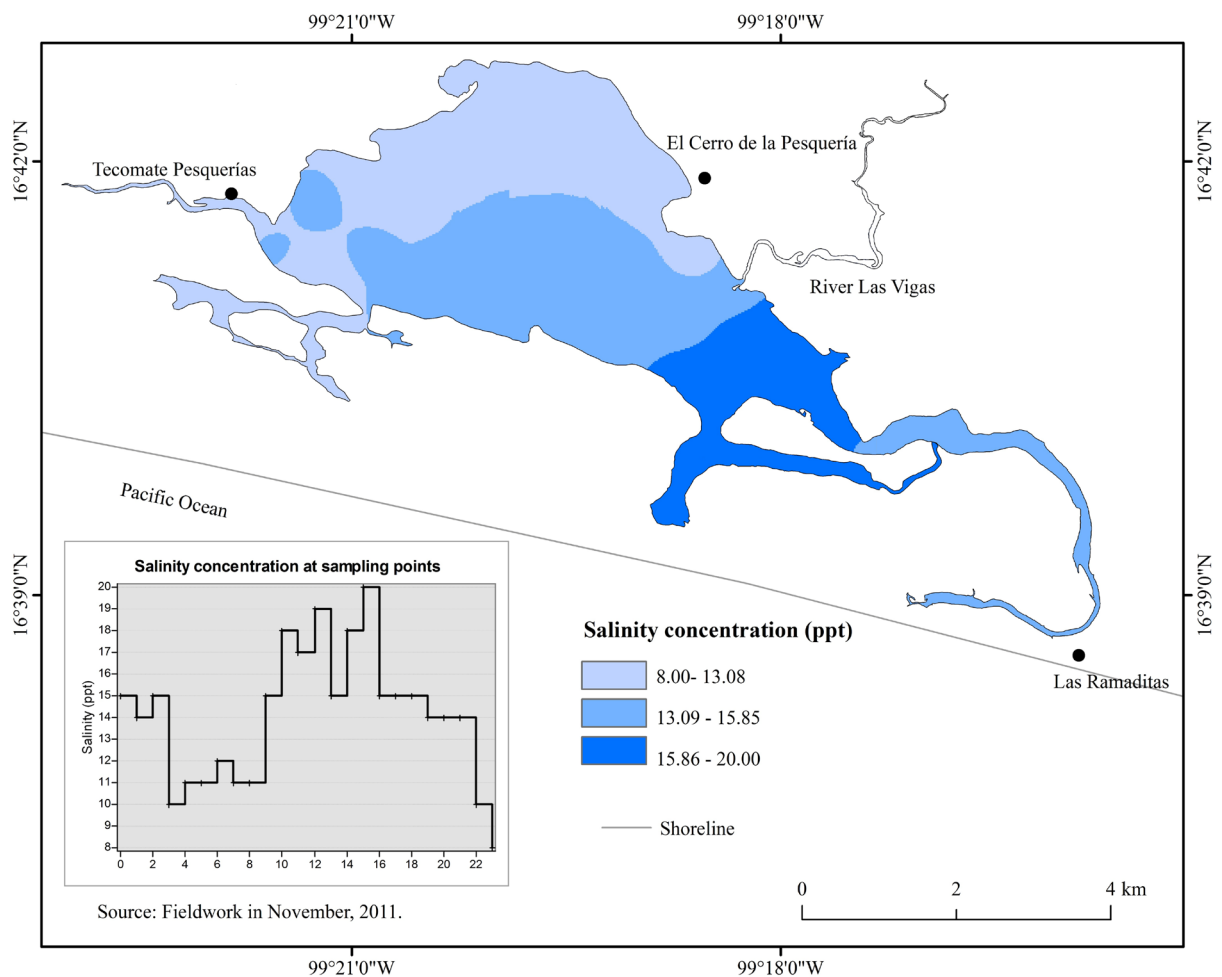 99°21'0"W
99°18'0"W
16°42'0"N
16°42'0"N
El Cerro de la Pesquería
Tecomate Pesquerías
River Las Vigas
Pacific Ocean
16°39'0"N
16°39'0"N
Salinity concentration at sampling points
Salinity (ppt)
20
19
18
17
16
16
15
14
12
12
11
10
9
8
0
2
4
6
8
10
12
14
16
18
20
22
Source: Fieldwork in November, 2011.
Salinity concentration (ppt)
8.00- 13.08
13.09 - 15.85
15.86 - 20.00
Shoreline
Las Ramaditas
0
2
4 km
99°21'0"W
99°18'0"W